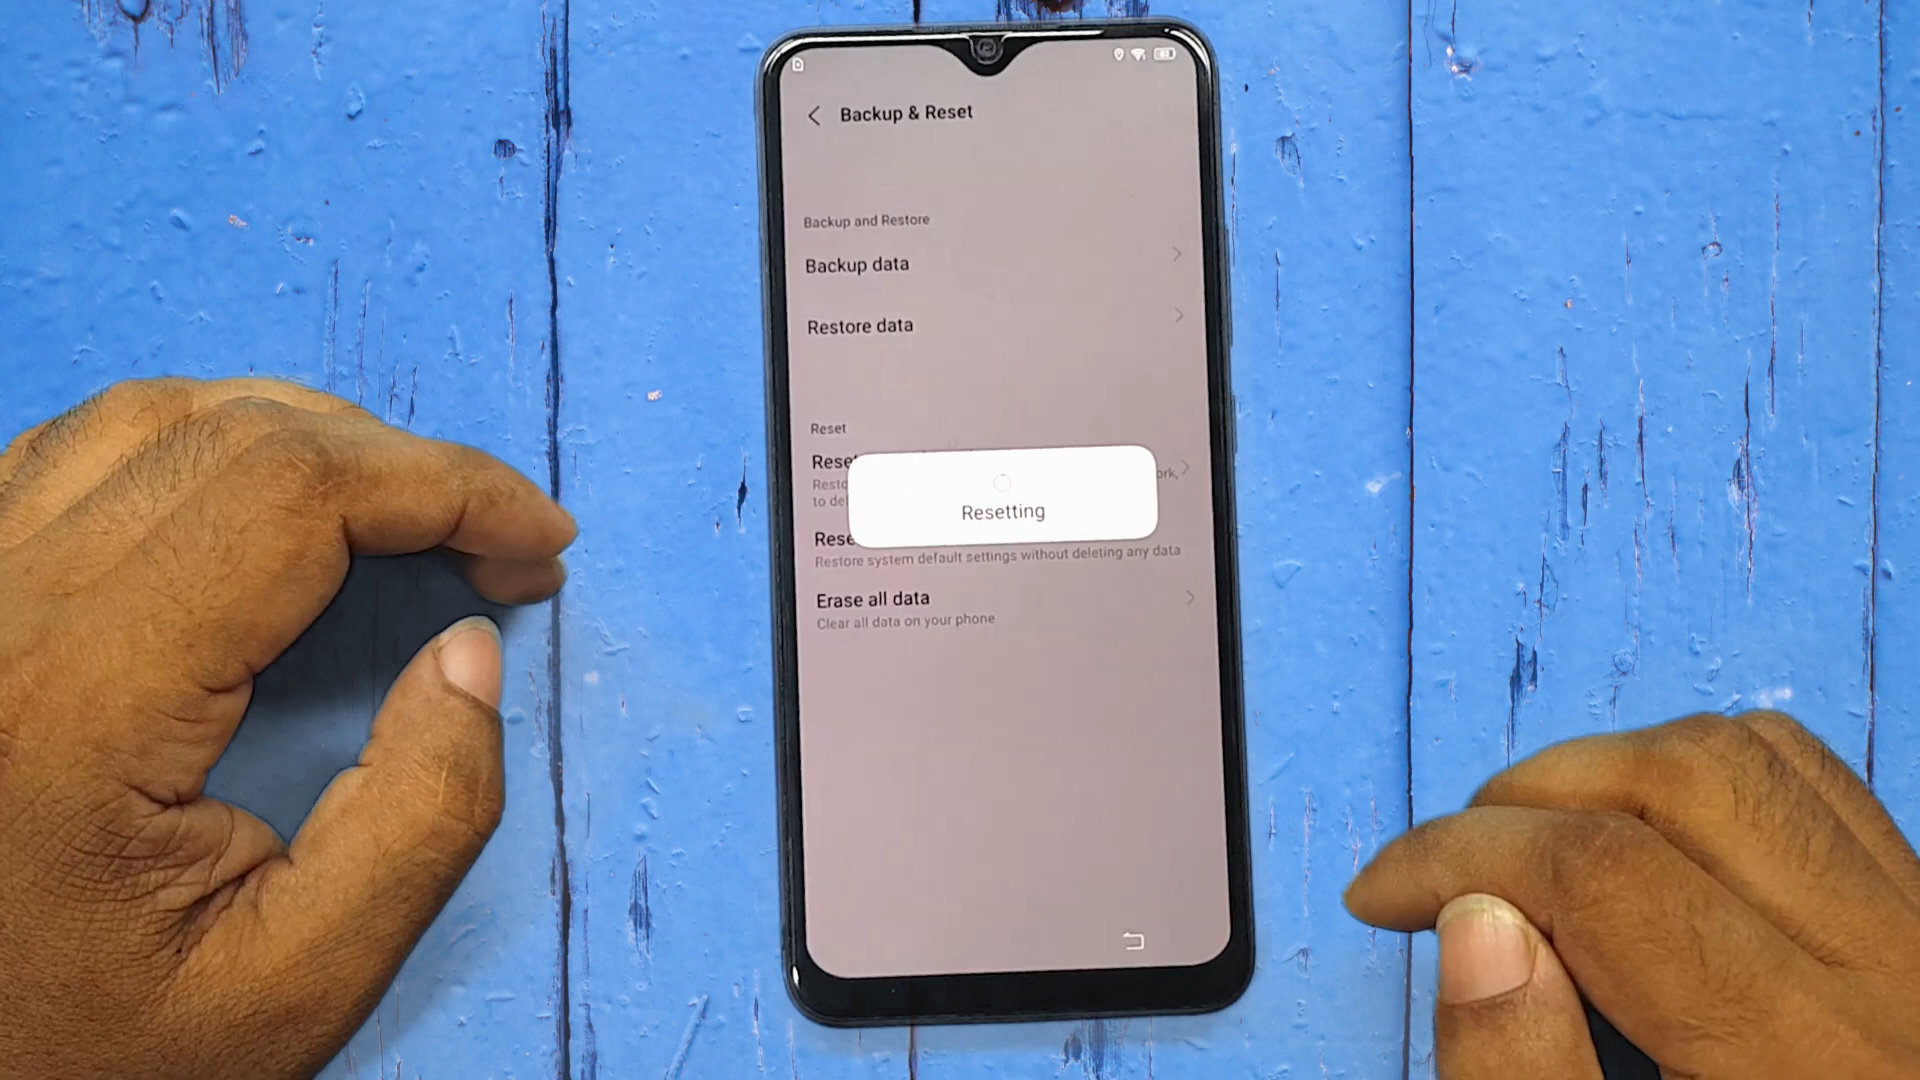 Backup & Reset
Backup and Restore
Backup data
Restore data
Reset
Resetting
Restore system default settings without deleting any data
Erase all data
Clear all data on your phone